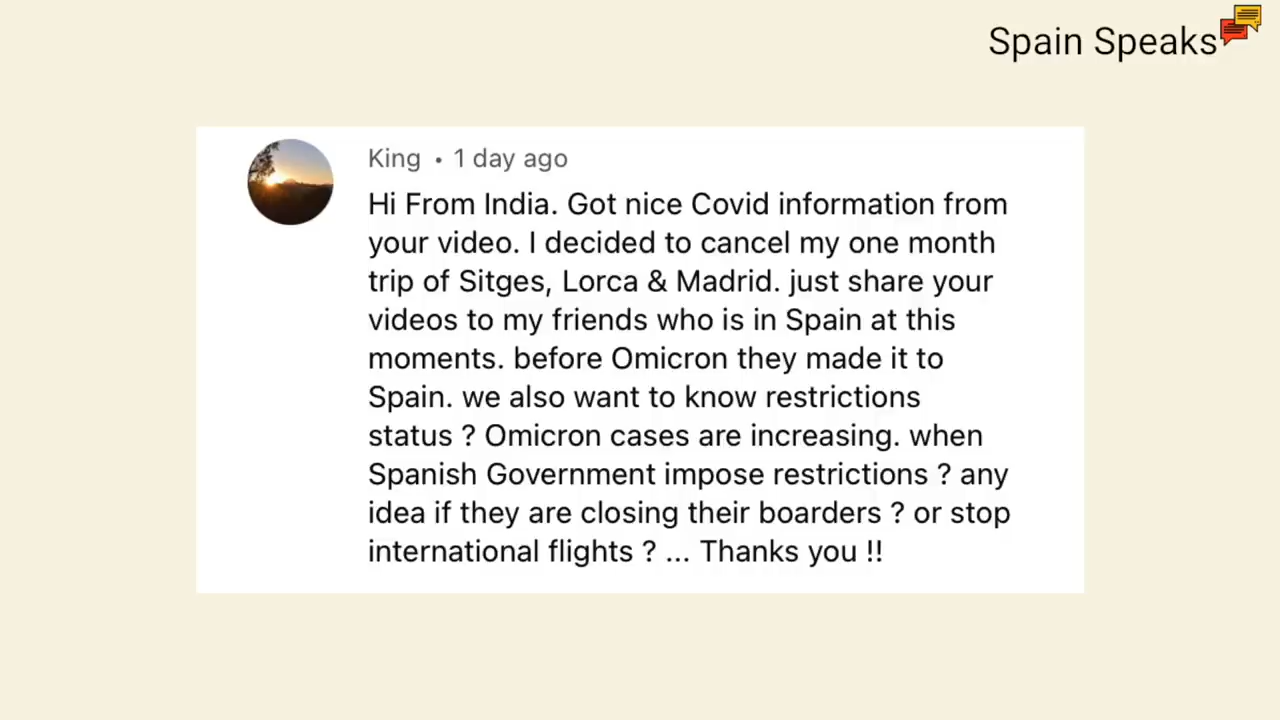 Spain Speaks
King • 1 day ago
Hi From India. Got nice Covid information from
your video. I decided to cancel my one month
trip of Sitges, Lorca & Madrid. just share your
videos to my friends who is in Spain at this
moments. before Omicron they made it to
Spain. we also want to know restrictions
status ? Omicron cases are increasing. when
Spanish Government impose restrictions ? any
idea if they are closing their boarders ? or stop
international flights ? ... Thanks you !!